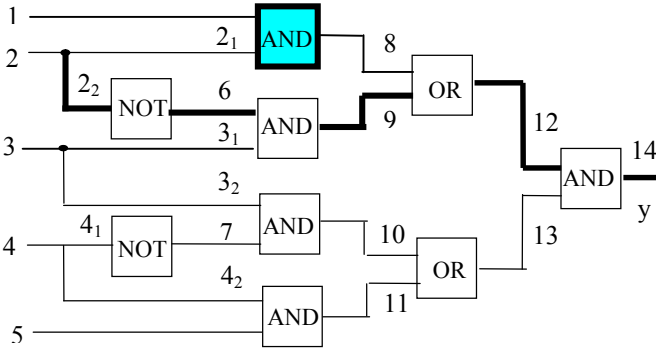 1
2
2₁
AND
8
2₂
NOT
6
AND
9
OR
12
3
3₁
3₂
AND
14
y
4
4₁
NOT
7
AND
10
OR
13
4₂
AND
11
5